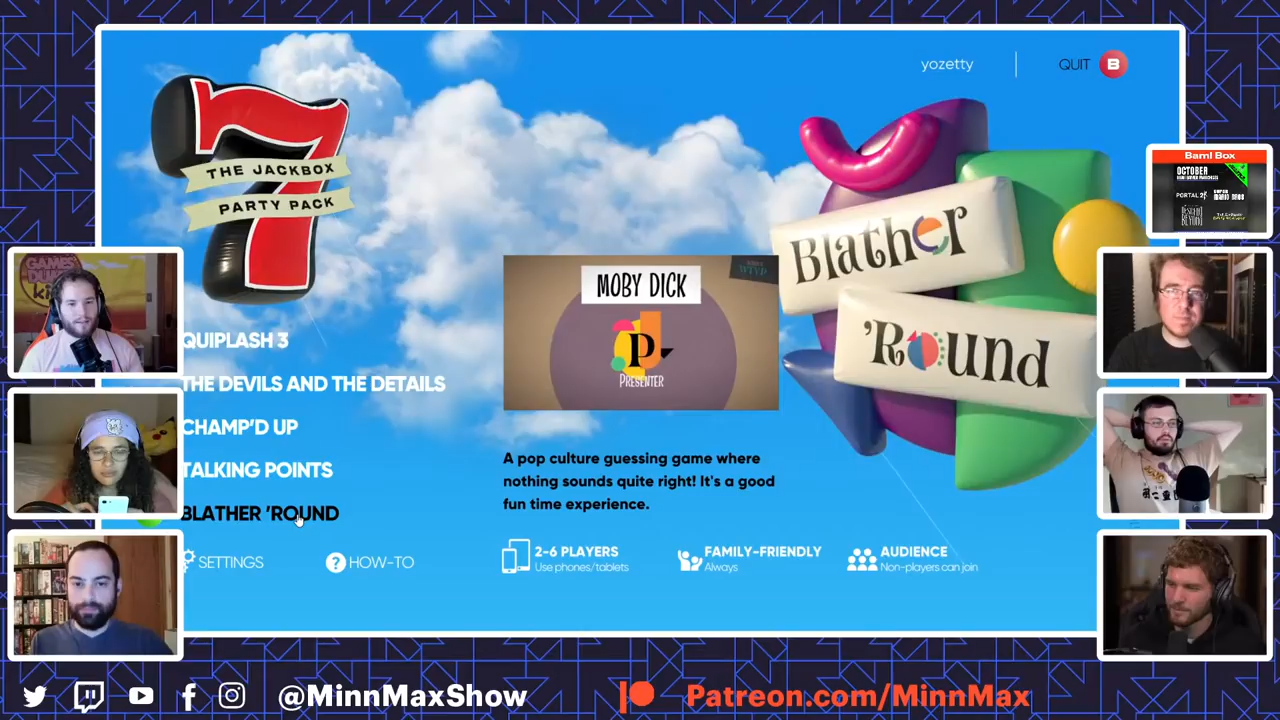 yozetty
QUIT B
THE JACKBOX
PARTY PACK
7
Blather
'Round
Baml Box
OCTOBER
PORTAL 2
MOBY DICK
P
PRESENTER
GAMES
QUIPLASH 3
THE DEVILS AND THE DETAILS
CHAMP'D UP
TALKING POINTS
BLATHER 'ROUND
SETTINGS
? HOW-TO
A pop culture guessing game where
nothing sounds quite right! It's a good
fun time experience.
2-6 PLAYERS
Use phones/tablets
FAMILY-FRIENDLY
Always
AUDIENCE
Non-players can join
@MinnMaxShow
Patreon.com/MinnMax